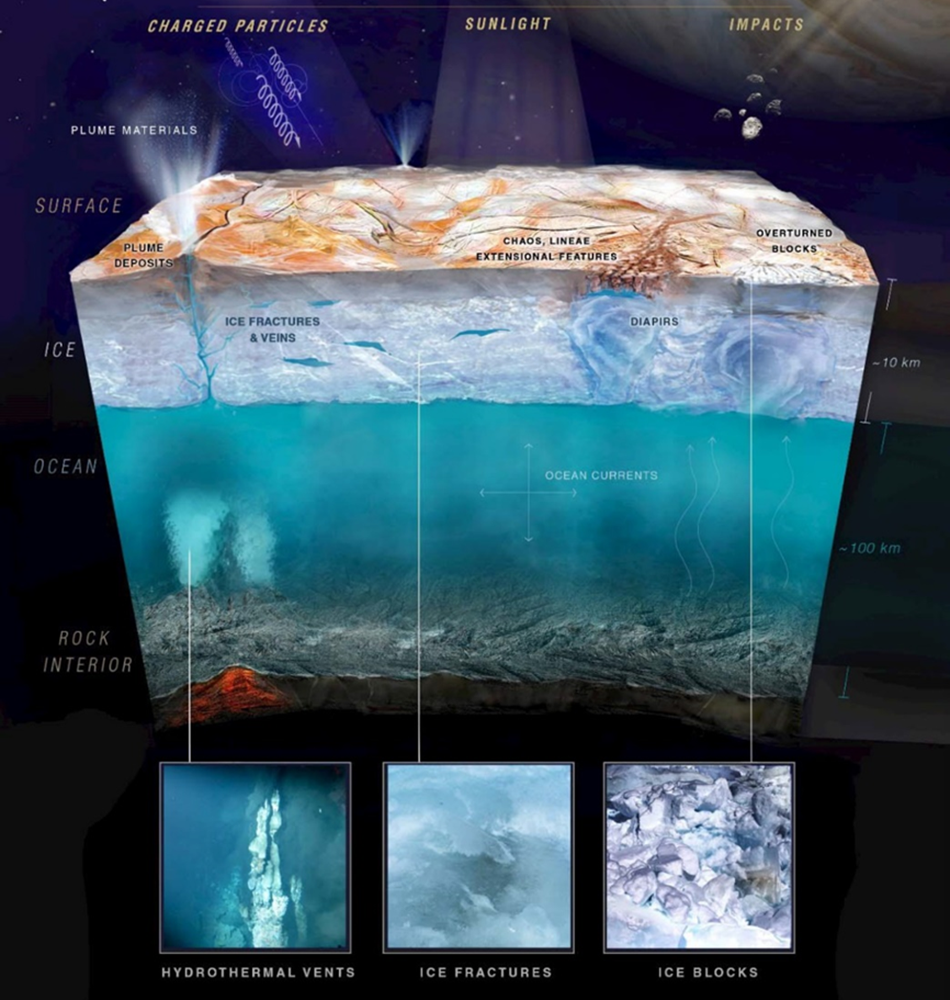 CHARGED PARTICLES
SUNLIGHT
IMPACTS
PLUME MATERIALS
SURFACE
PLUME
DEPOSITS
CHAOS, LINEAE
EXTENSIONAL FEATURES
OVERTURNED
BLOCKS
ICE
ICE FRACTURES
& VEINS
DIAPIRS
~10 km
OCEAN
OCEAN CURRENTS
~100 km
ROCK
INTERIOR
HYDROTHERMAL VENTS
ICE FRACTURES
ICE BLOCKS